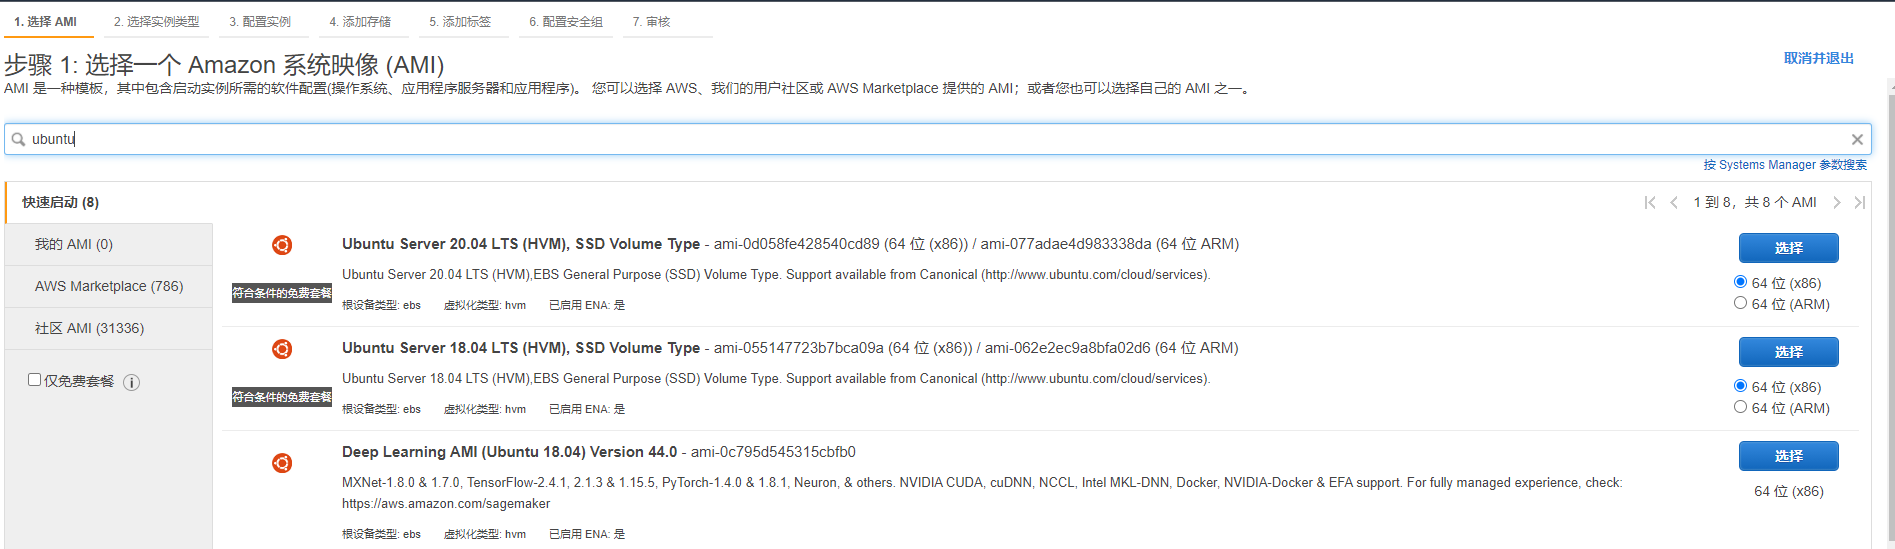 1. 选择 AMI 2. 选择实例类型 3. 配置实例 4. 添加存储 5. 添加标签 6. 配置安全组 7. 审核
步骤 1: 选择一个 Amazon 系统映像 (AMI)
取消并退出
AMI 是一种模板，其中包含启动实例所需的软件配置(操作系统、应用程序服务器和应用程序)。 您可以选择 AWS、我们的用户社区或 AWS Marketplace 提供的 AMI；或者您也可以选择自己的 AMI 之一。
ubuntu
按 Systems Manager 参数搜索
快速启动 (8)
1 到 8，共 8 个 AMI
我的 AMI (0)
AWS Marketplace (786)
社区 AMI (31336)
仅免费套餐
Ubuntu Server 20.04 LTS (HVM), SSD Volume Type - ami-0d058fe428540cd89 (64 位 (x86)) / ami-077adae4d983338da (64 位 ARM)
选择
Ubuntu Server 20.04 LTS (HVM),EBS General Purpose (SSD) Volume Type. Support available from Canonical (http://www.ubuntu.com/cloud/services).
64 位 (x86)
符合条件的免费套餐
根设备类型: ebs 虚拟化类型: hvm 已启用 ENA: 是
64 位 (ARM)
Ubuntu Server 18.04 LTS (HVM), SSD Volume Type - ami-055147723b7bca09a (64 位 (x86)) / ami-062e2ec9a8bfa02d6 (64 位 ARM)
选择
Ubuntu Server 18.04 LTS (HVM),EBS General Purpose (SSD) Volume Type. Support available from Canonical (http://www.ubuntu.com/cloud/services).
64 位 (x86)
符合条件的免费套餐
根设备类型: ebs 虚拟化类型: hvm 已启用 ENA: 是
64 位 (ARM)
Deep Learning AMI (Ubuntu 18.04) Version 44.0 - ami-0c795d545315cbfb0
选择
MXNet-1.8.0 & 1.7.0, TensorFlow-2.4.1, 2.1.3 & 1.15.5, PyTorch-1.4.0 & 1.8.1, Neuron, & others. NVIDIA CUDA, cuDNN, NCCL, Intel MKL-DNN, Docker, NVIDIA-Docker & EFA support. For fully managed experience, check:
https://aws.amazon.com/sagemaker
64 位 (x86)
根设备类型: ebs 虚拟化类型: hvm 已启用 ENA: 是